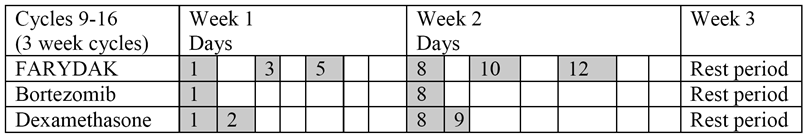 Cycles 9-16 Week 1 Week 2 Week 3
(3 week cycles) Days Days
FARYDAK 1 3 5 8 10 12 Rest period
Bortezomib 1 8 Rest period
Dexamethasone 1 2 8 9 Rest period